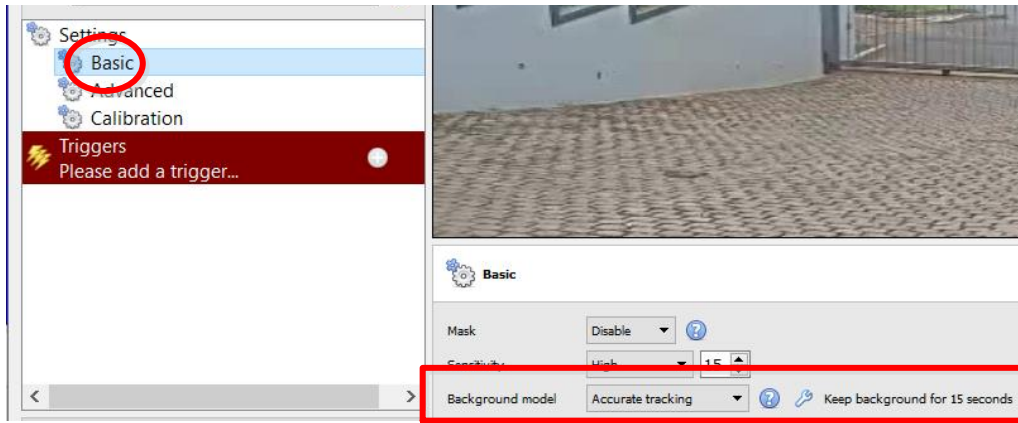 Settings
Basic
Advanced
Calibration
Triggers
Please add a trigger...
Basic
Mask Disable
Sensitivity High 15
Background model Accurate tracking Keep background for 15 seconds